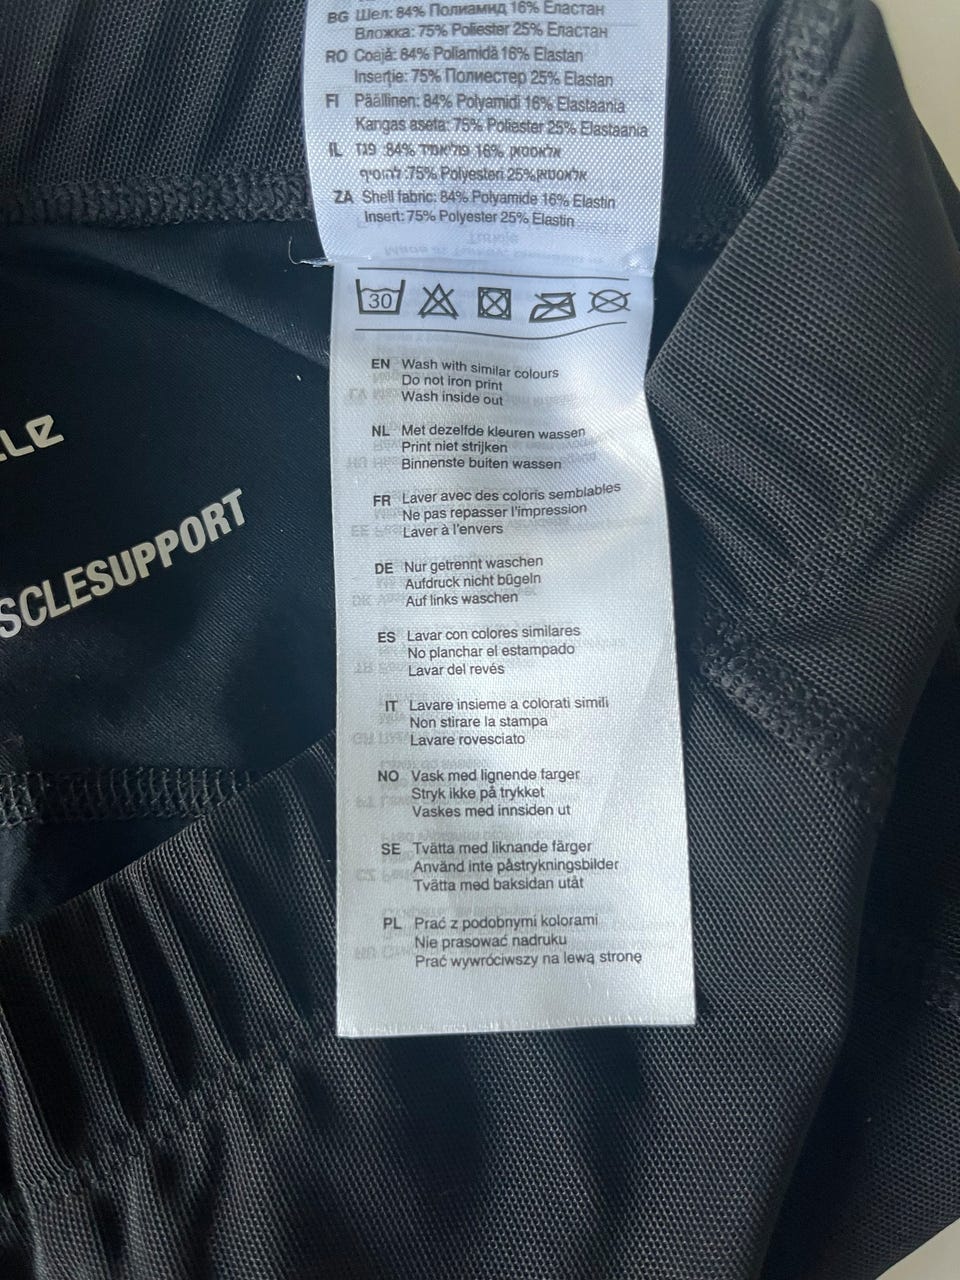 BG Шел: 84% Полиамид 16% Еластан
Вложка: 75% Poliester 25% Еластан
RO Coajă: 84% Poliamidă 16% Elastan
Inserție: 75% Полиестер 25% Elastan
FI Päällinen: 84% Polyamidi 16% Elastaania
Kangas aseta: 75% Poliester 25% Elastaania
IL 84% 16%
75% Polyesteri 25%
ZA Shell fabric: 84% Polyamide 16% Elastin
Insert: 75% Polyester 25% Elastin
30
EN Wash with similar colours
Do not iron print
Wash inside out
NL Met dezelfde kleuren wassen
Print niet strijken
Binnenste buiten wassen
FR Laver avec des coloris semblables
Ne pas repasser l'impression
Laver à l'envers
DE Nur getrennt waschen
Aufdruck nicht bügeln
Auf links waschen
ES Lavar con colores similares
No planchar el estampado
Lavar del revés
IT Lavare insieme a colorati simili
Non stirare la stampa
Lavare rovesciato
NO Vask med lignende farger
Stryk ikke på trykket
Vaskes med innsiden ut
SE Tvätta med liknande färger
Använd inte påstrykningsbilder
Tvätta med baksidan utåt
PL Prać z podobnymi kolorami
Nie prasować nadruku
Prać wywróciwszy na lewą stronę
SCLESUPPORT